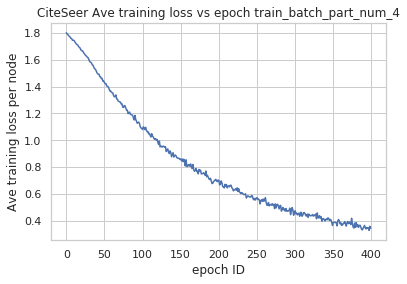 CiteSeer Ave training loss vs epoch train_batch_part_num_4
Ave training loss per node
1.8
1.6
1.4
1.2
1.0
0.8
0.6
0.4
0 50 100 150 200 250 300 350 400
epoch ID